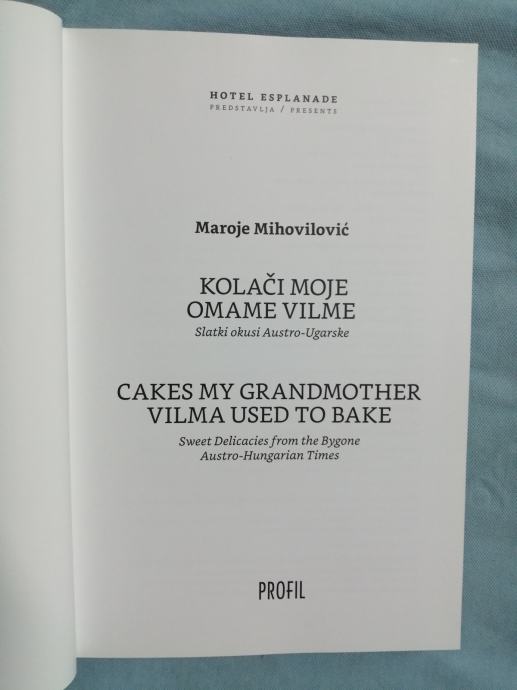 HOTEL ESPLANADE
PREDSTAVLJA / PRESENTS
Maroje Mihovilović
KOLAČI MOJE
OMAME VILME
Slatki okusi Austro-Ugarske
CAKES MY GRANDMOTHER
VILMA USED TO BAKE
Sweet Delicacies from the Bygone
Austro-Hungarian Times
PROFIL